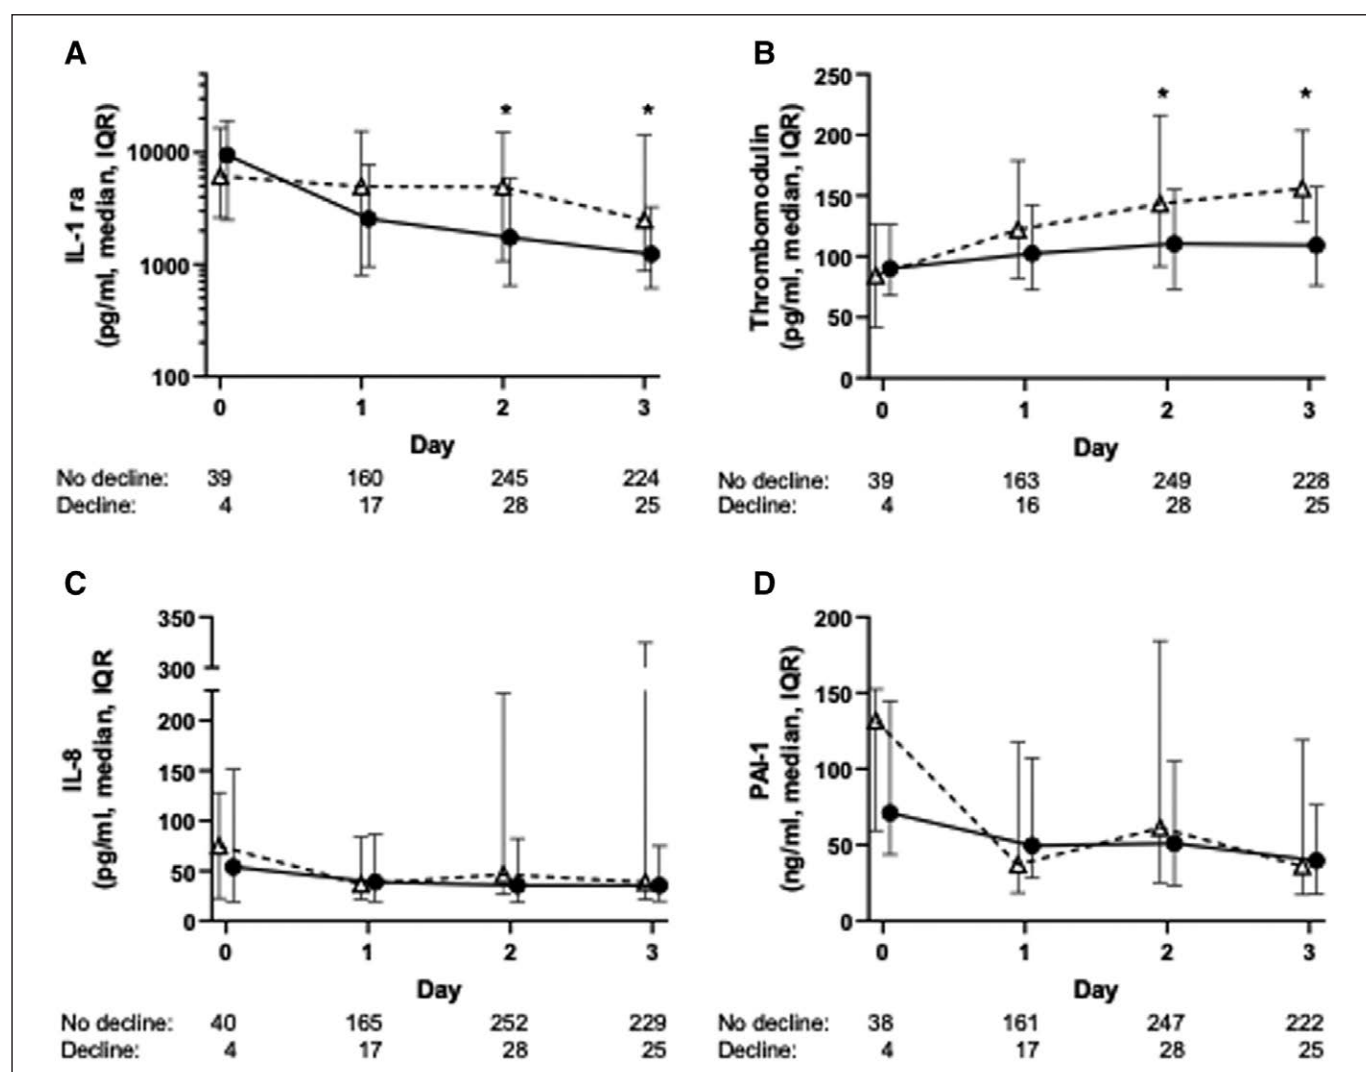 A
IL-1 ra
(pg/ml, median, IQR)
10000
1000
100
* *
0 1 2 3
Day
No decline: 39 160 245 224
Decline: 4 17 28 25
B
Thrombomodulin
(pg/ml, median, IQR)
250
200
150
100
50
0
* *
0 1 2 3
Day
No decline: 39 163 249 228
Decline: 4 16 28 25
C
IL-8
(pg/ml, median, IQR
350
300
200
150
100
50
0
0 1 2 3
Day
No decline: 40 165 252 229
Decline: 4 17 28 25
D
PAI-1
(ng/ml, median, IQR)
200
150
100
50
0
0 1 2 3
Day
No decline: 38 161 247 222
Decline: 4 17 28 25